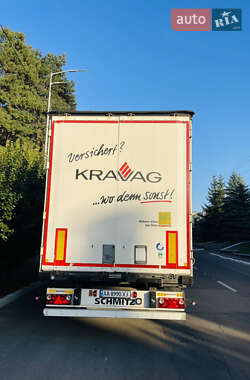 AUTO.RIA
Versichert?
KRAVAG
...wo denn sonst!
SCHMITZ